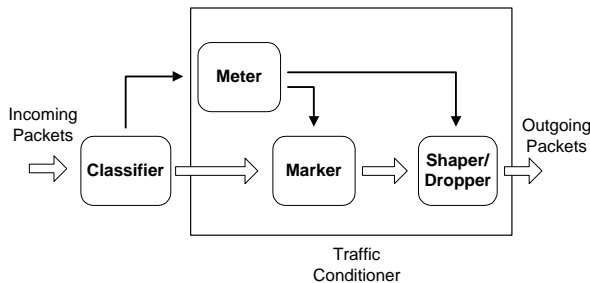 Meter
Incoming
Packets
Classifier
Marker
Shaper/
Dropper
Outgoing
Packets
Traffic
Conditioner